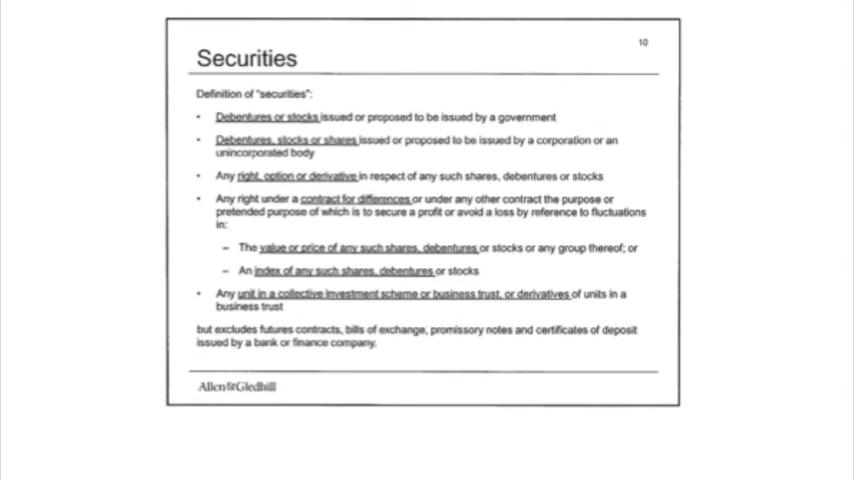 10
Securities
Definition of "securities":
• Debentures or stocks issued or proposed to be issued by a government
• Debentures, stocks or shares issued or proposed to be issued by a corporation or an
unincorporated body
• Any right, option or derivative in respect of any such shares, debentures or stocks
• Any right under a contract for differences or under any other contract the purpose or
pretended purpose of which is to secure a profit or avoid a loss by reference to fluctuations
in:
– The value or price of any such shares, debentures or stocks or any group thereof; or
– An index of any such shares, debentures or stocks
• Any unit in a collective investment scheme or business trust, or derivatives of units in a
business trust
but excludes futures contracts, bills of exchange, promissory notes and certificates of deposit
issued by a bank or finance company.
Allen&Gledhill